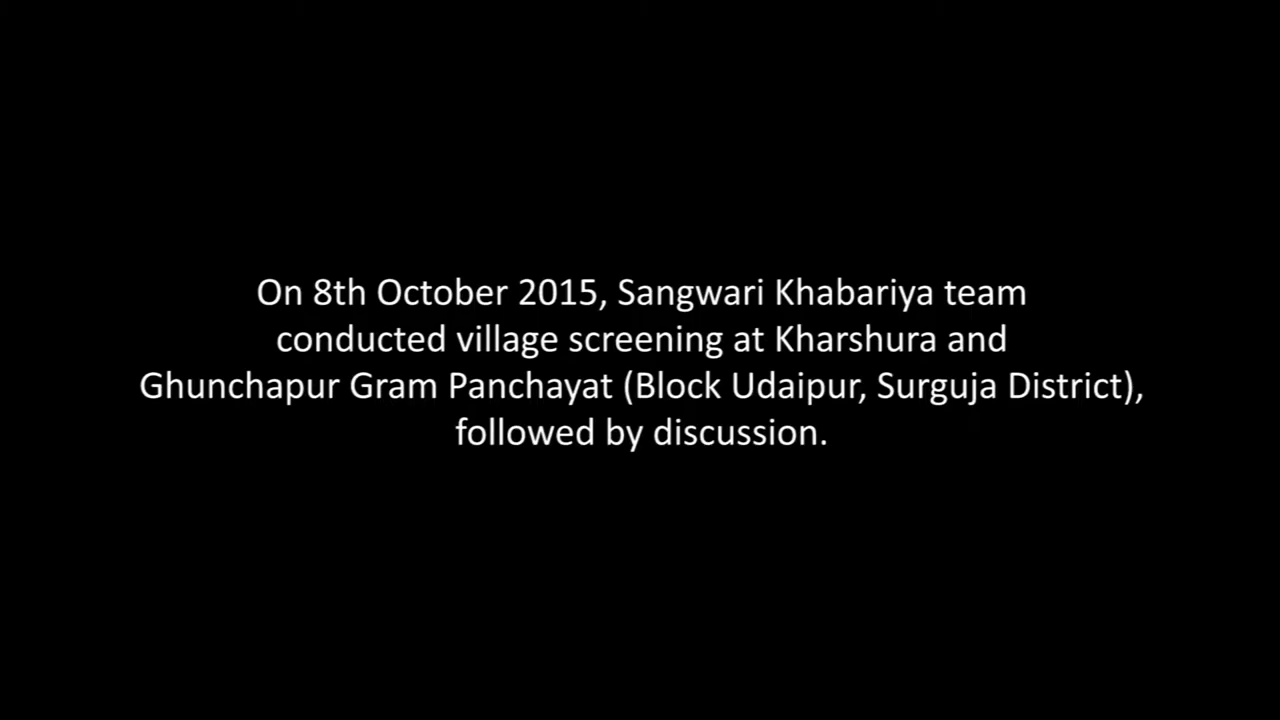 On 8th October 2015, Sangwari Khabariya team
conducted village screening at Kharshura and
Ghunchapur Gram Panchayat (Block Udaipur, Surguja District),
followed by discussion.